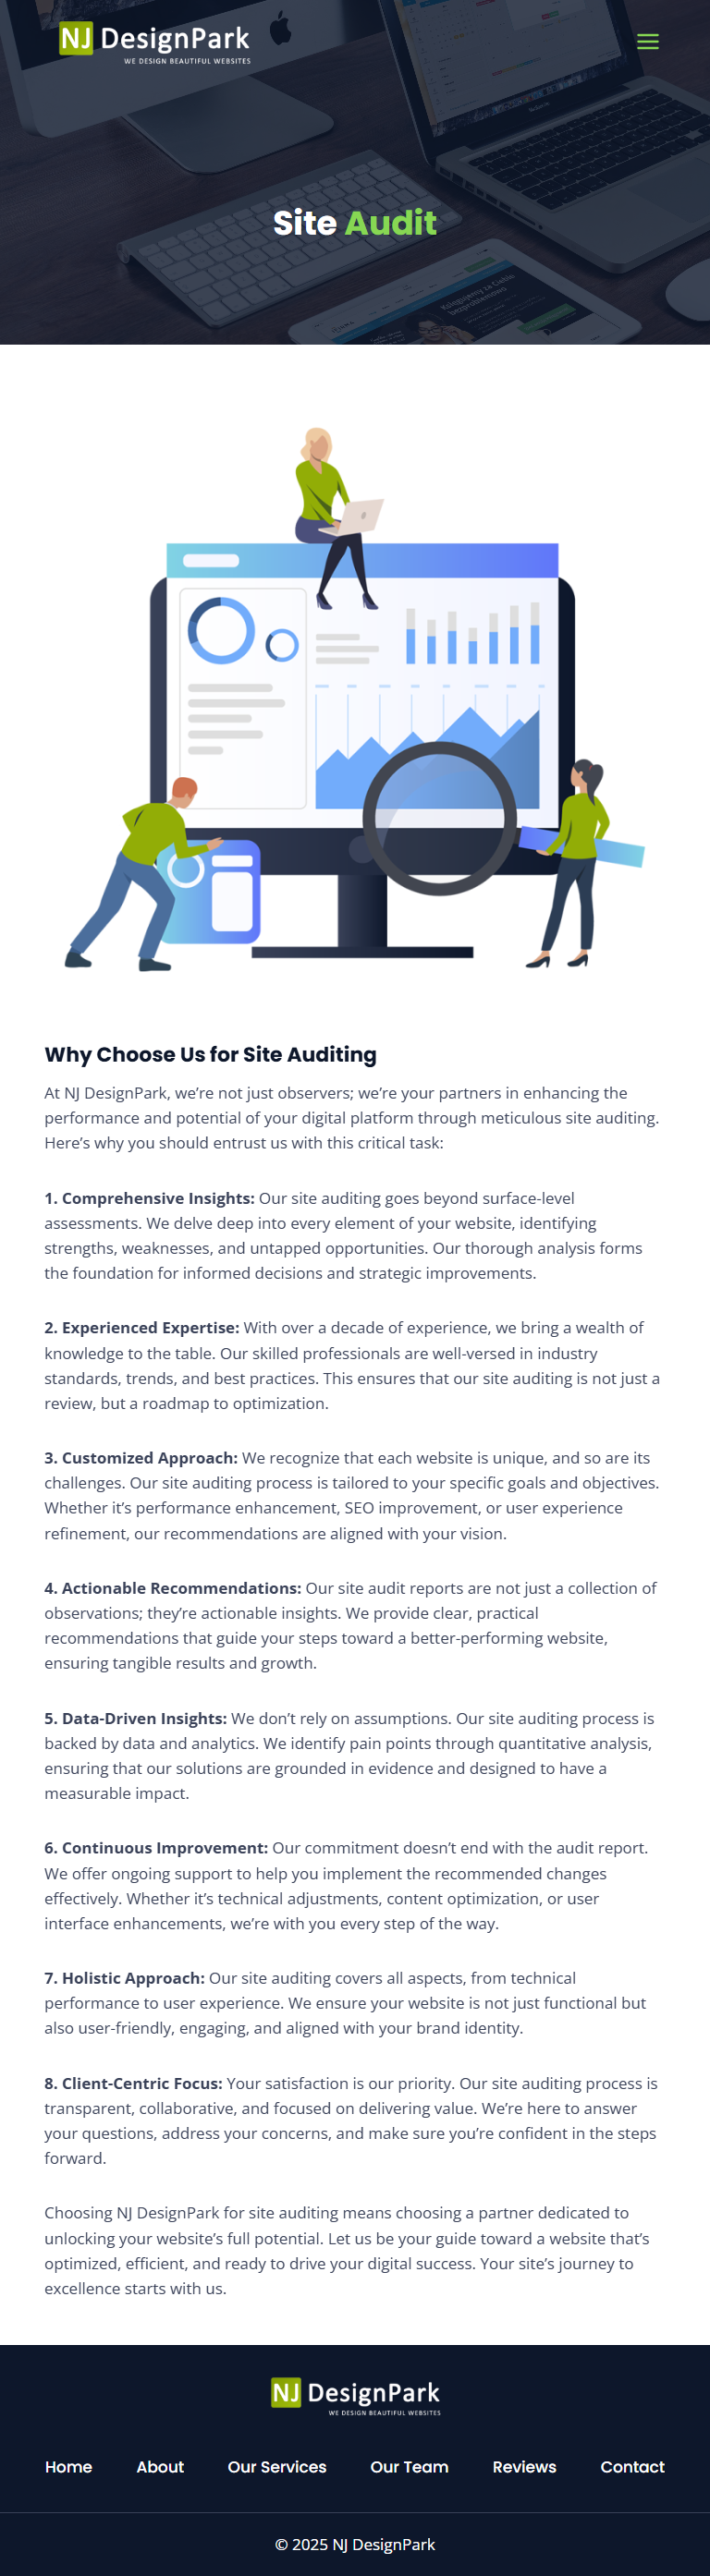 NJ DesignPark
WE DESIGN BEAUTIFUL WEBSITES
Site Audit
Księgujemy za Ciebie
bezproblemowo
Why Choose Us for Site Auditing
At NJ DesignPark, we’re not just observers; we’re your partners in enhancing the
performance and potential of your digital platform through meticulous site auditing.
Here’s why you should entrust us with this critical task:
1. Comprehensive Insights: Our site auditing goes beyond surface-level
assessments. We delve deep into every element of your website, identifying
strengths, weaknesses, and untapped opportunities. Our thorough analysis forms
the foundation for informed decisions and strategic improvements.
2. Experienced Expertise: With over a decade of experience, we bring a wealth of
knowledge to the table. Our skilled professionals are well-versed in industry
standards, trends, and best practices. This ensures that our site auditing is not just a
review, but a roadmap to optimization.
3. Customized Approach: We recognize that each website is unique, and so are its
challenges. Our site auditing process is tailored to your specific goals and objectives.
Whether it’s performance enhancement, SEO improvement, or user experience
refinement, our recommendations are aligned with your vision.
4. Actionable Recommendations: Our site audit reports are not just a collection of
observations; they’re actionable insights. We provide clear, practical
recommendations that guide your steps toward a better-performing website,
ensuring tangible results and growth.
5. Data-Driven Insights: We don’t rely on assumptions. Our site auditing process is
backed by data and analytics. We identify pain points through quantitative analysis,
ensuring that our solutions are grounded in evidence and designed to have a
measurable impact.
6. Continuous Improvement: Our commitment doesn’t end with the audit report.
We offer ongoing support to help you implement the recommended changes
effectively. Whether it’s technical adjustments, content optimization, or user
interface enhancements, we’re with you every step of the way.
7. Holistic Approach: Our site auditing covers all aspects, from technical
performance to user experience. We ensure your website is not just functional but
also user-friendly, engaging, and aligned with your brand identity.
8. Client-Centric Focus: Your satisfaction is our priority. Our site auditing process is
transparent, collaborative, and focused on delivering value. We’re here to answer
your questions, address your concerns, and make sure you’re confident in the steps
forward.
Choosing NJ DesignPark for site auditing means choosing a partner dedicated to
unlocking your website’s full potential. Let us be your guide toward a website that’s
optimized, efficient, and ready to drive your digital success. Your site’s journey to
excellence starts with us.
NJ DesignPark
WE DESIGN BEAUTIFUL WEBSITES
Home About Our Services Our Team Reviews Contact
© 2025 NJ DesignPark